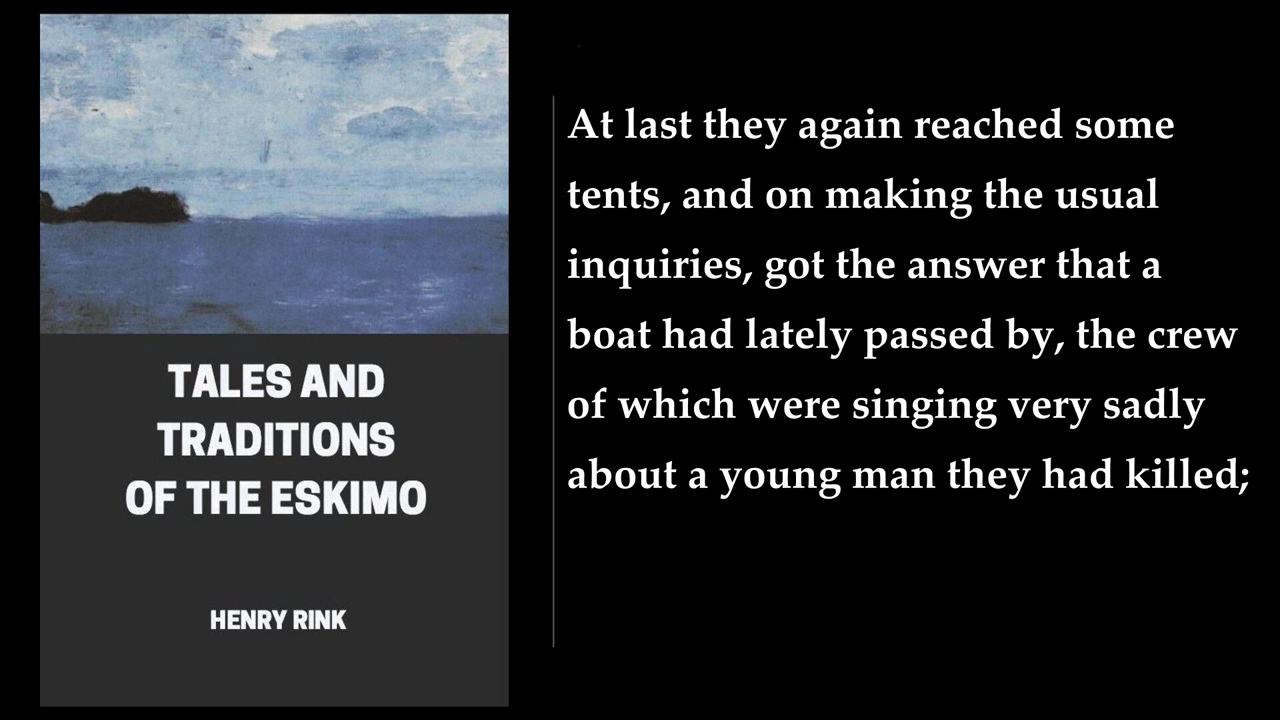 TALES AND
TRADITIONS
OF THE ESKIMO
HENRY RINK
At last they again reached some
tents, and on making the usual
inquiries, got the answer that a
boat had lately passed by, the crew
of which were singing very sadly
about a young man they had killed;